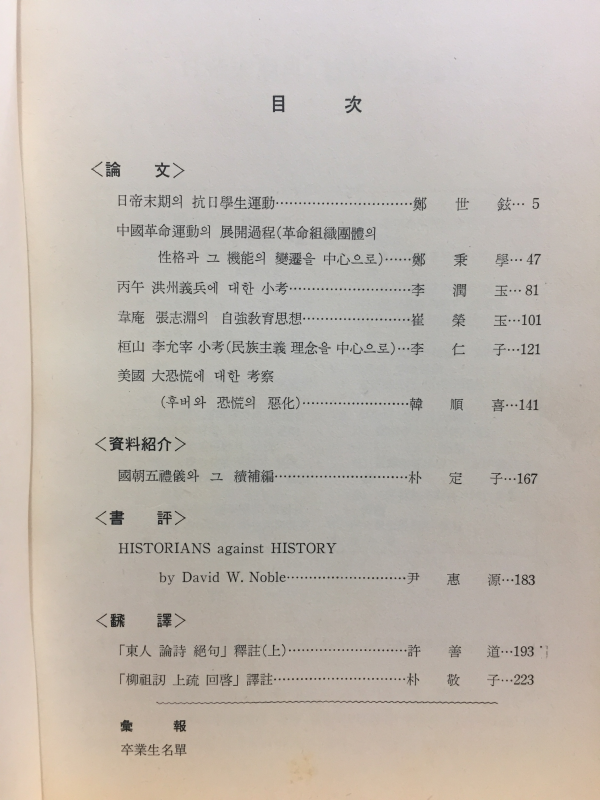 目 次
<論 文>
日帝末期의 抗日學生運動……………………………鄭 世 鉉… 5
中國革命運動의 展開過程(革命組織團體의
性格과 그 機能의 變遷을 中心으로)……鄭 秉 學…47
丙午 洪州義兵에 대한 小考…………………………李 潤 玉…81
韋庵 張志淵의 自強敎育思想………………………崔 榮 玉…101
桓山 李允宰 小考(民族主義 理念을 中心으로)…李 仁 子…121
美國 大恐慌에 대한 考察
(후버와 恐慌의 惡化)……………………韓 順 喜…141
<資料紹介>
國朝五禮儀와 그 續補編……………………………朴 定 子…167
<書 評>
HISTORIANS against HISTORY
by David W. Noble………………………尹 惠 源…183
<飜 譯>
「東人 論詩 絕句」釋註(上)………………………許 善 道…193
「柳祖訒 上疏 回啓」譯註…………………………朴 敬 子…223
彙 報
卒業生名單